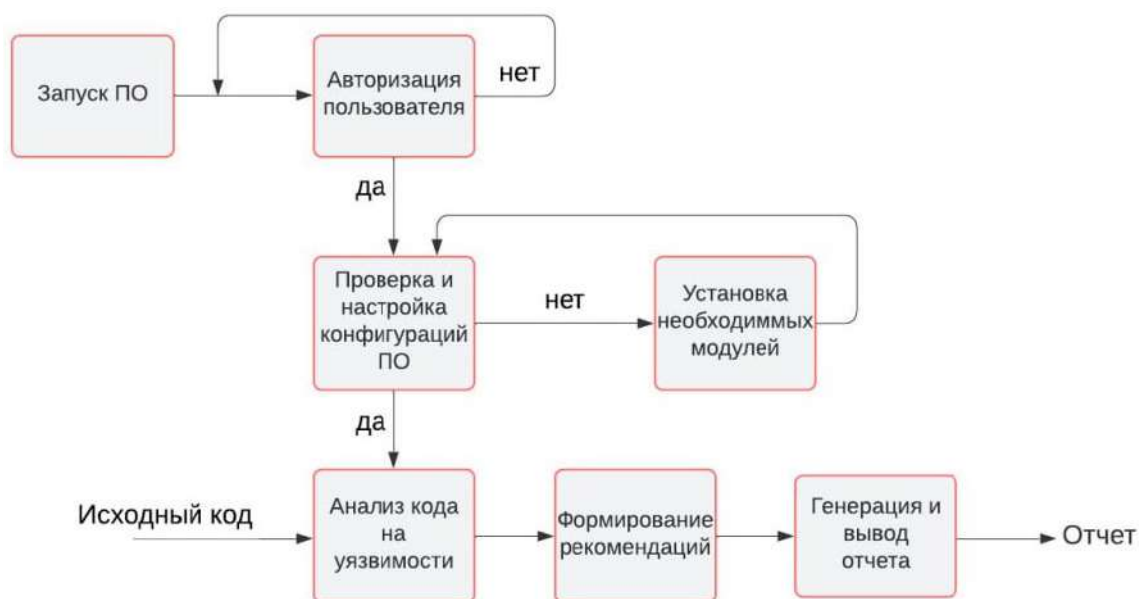 Запуск ПО
Авторизация
пользователя
нет
да
Проверка и
настройка
конфигураций
ПО
нет
Установка
необходиммых
модулей
да
Исходный код
Анализ кода
на
уязвимости
Формирование
рекомендаций
Генерация и
вывод
отчета
Отчет